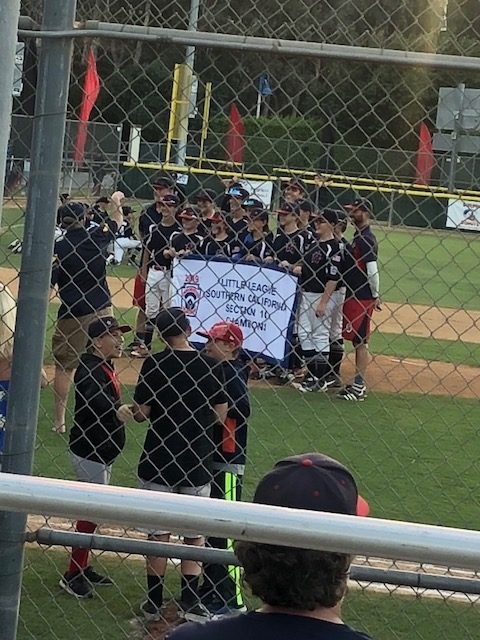 2019
LITTLE LEAGUE
SOUTHERN CALIFORNIA
SECTION 10
CHAMPION!